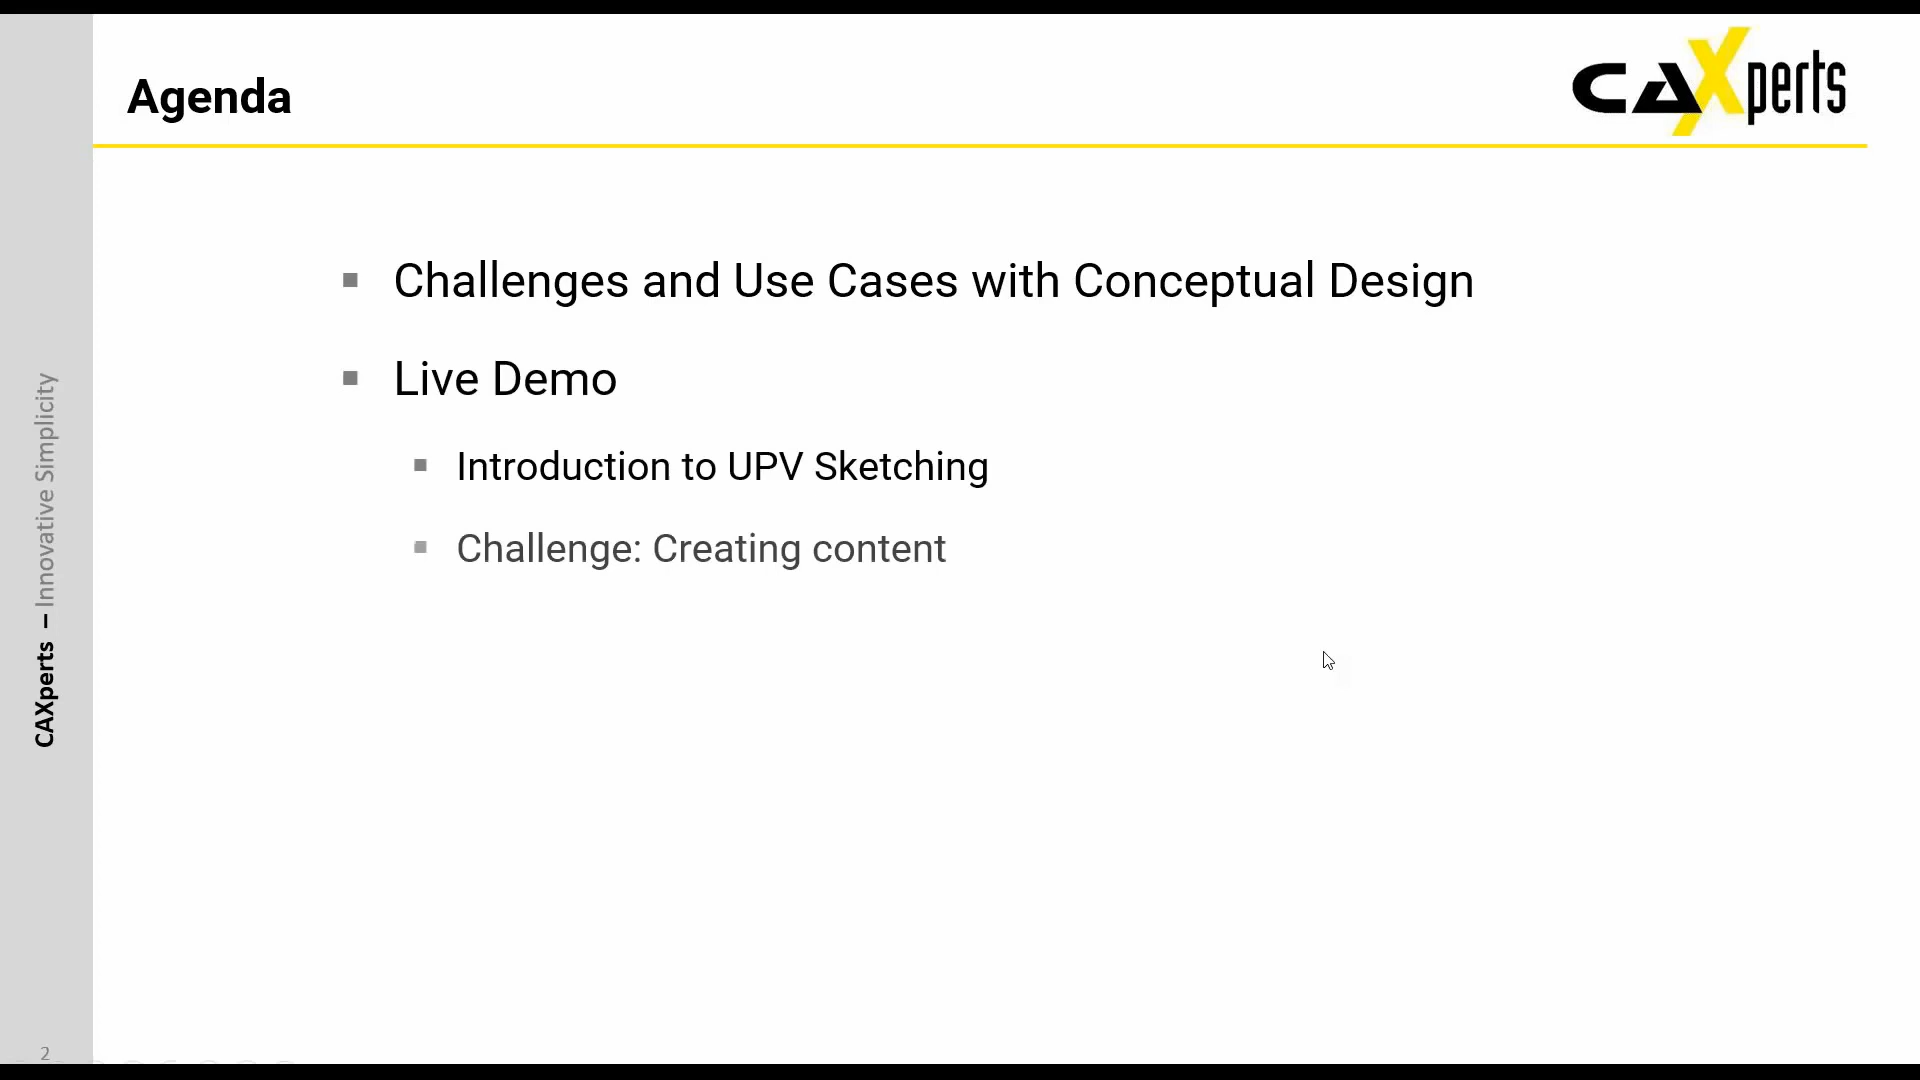 Agenda
CAXperts
▪ Challenges and Use Cases with Conceptual Design
▪ Live Demo
▪ Introduction to UPV Sketching
▪ Challenge: Creating content
CAXperts – Innovative Simplicity
2